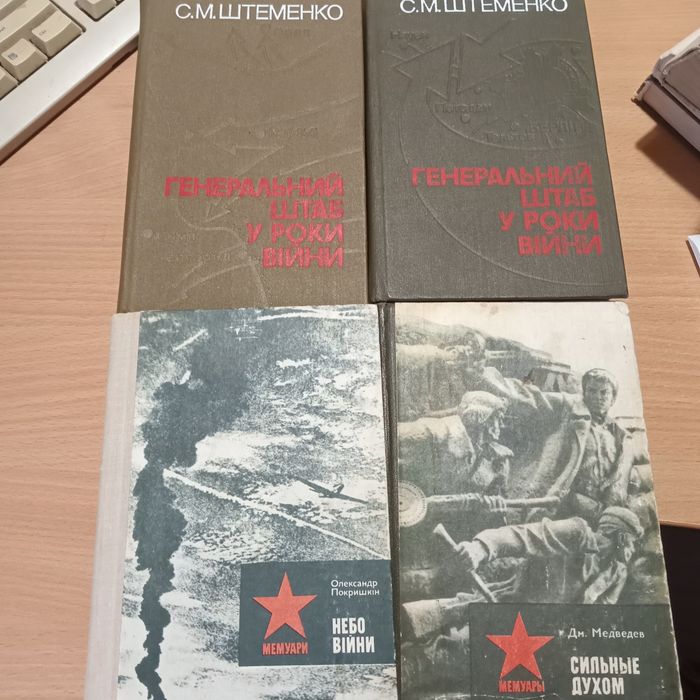 С.М.ШТЕМЕНКО
ГЕНЕРАЛЬНИЙ
ШТАБ
У РОКИ
ВІЙНИ
С.М.ШТЕМЕНКО
ГЕНЕРАЛЬНИЙ
ШТАБ
У РОКИ
ВІЙНИ
Олександр
Покришкін
НЕБО
ВІЙНИ
МЕМУАРИ
Дм. Медведев
СИЛЬНЫЕ
ДУХОМ
МЕМУАРЫ